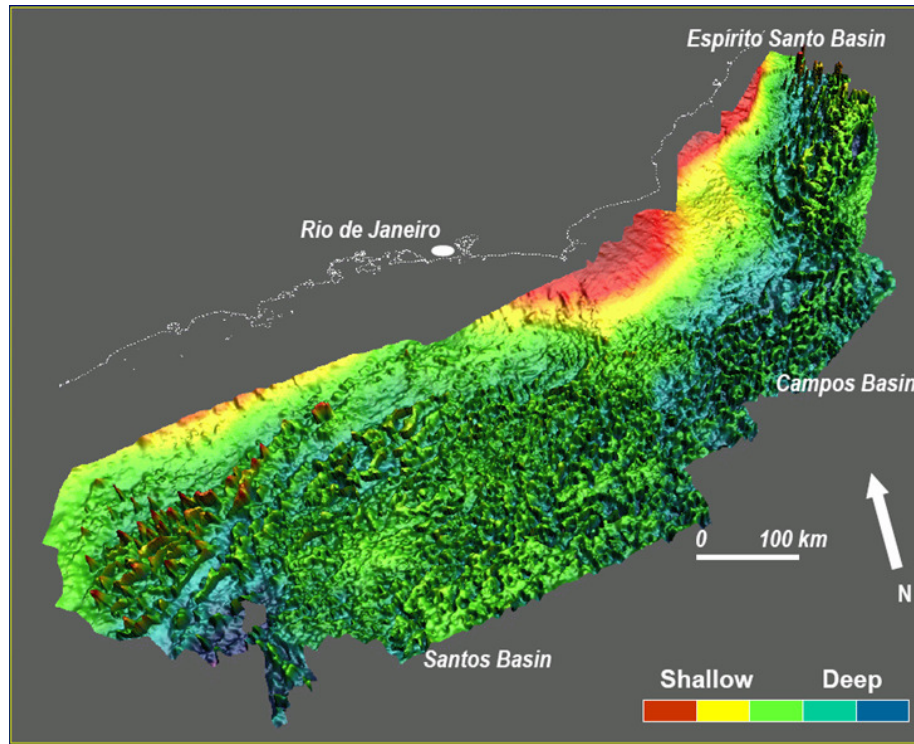 Espírito Santo Basin
Rio de Janeiro
Campos Basin
0 100 km
N
Santos Basin
Shallow Deep